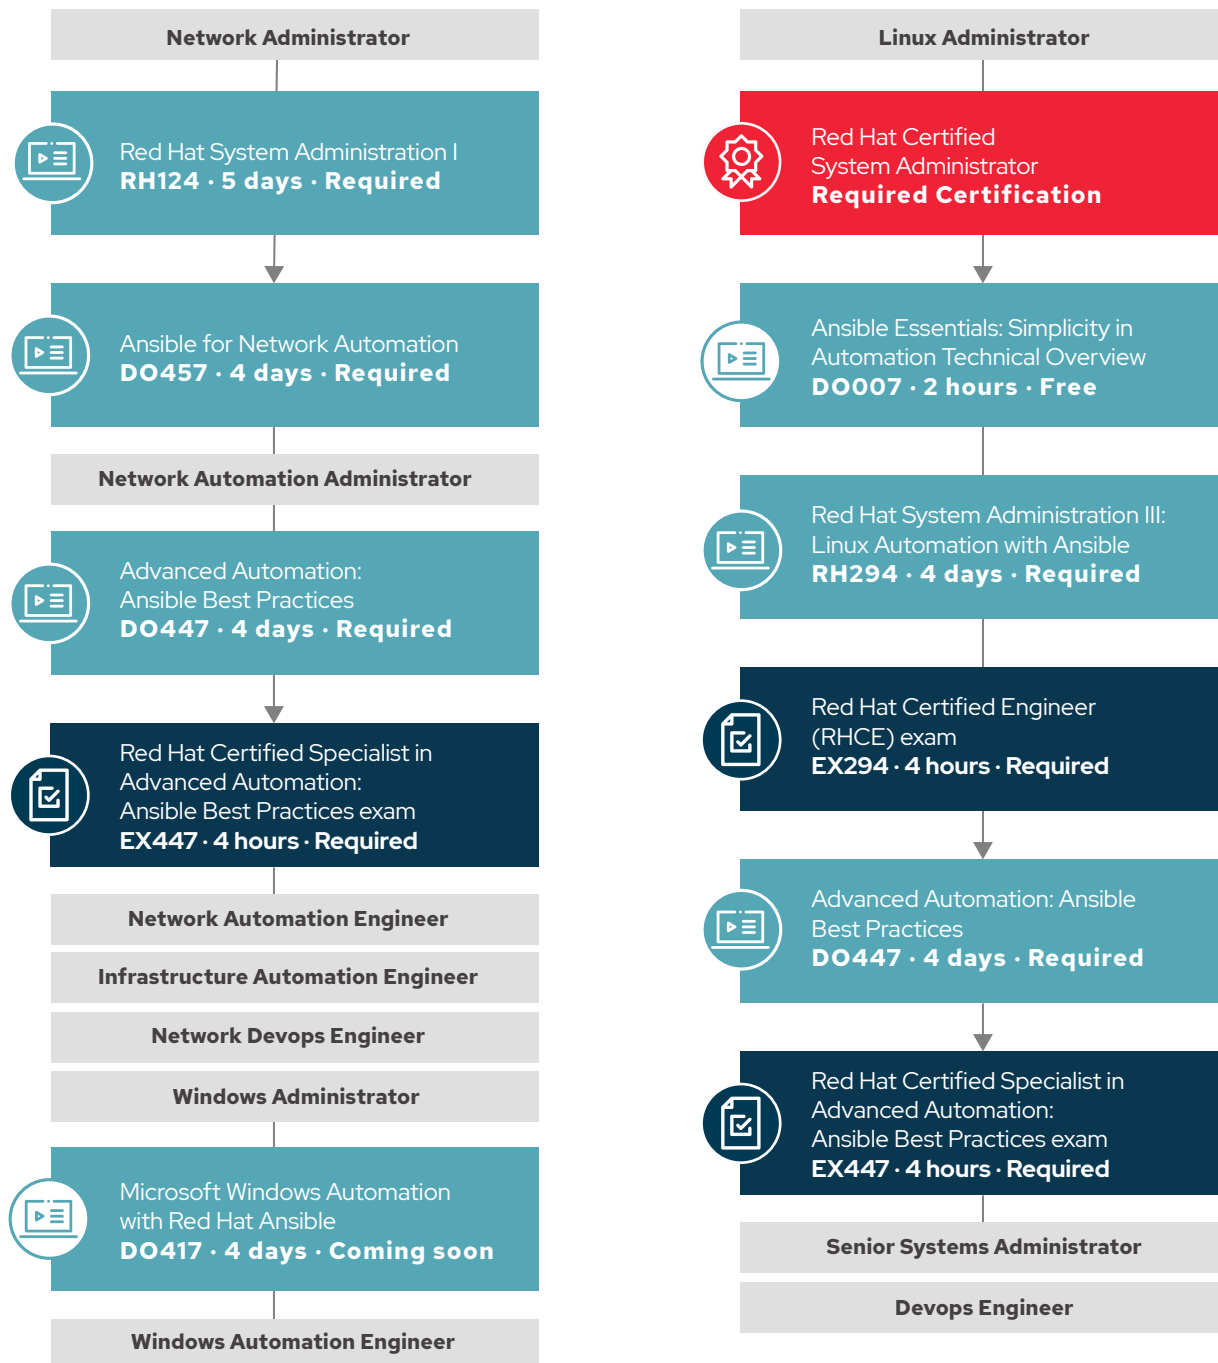 Network Administrator
Red Hat System Administration I
RH124 · 5 days · Required
Ansible for Network Automation
DO457 · 4 days · Required
Network Automation Administrator
Advanced Automation:
Ansible Best Practices
DO447 · 4 days · Required
Red Hat Certified Specialist in
Advanced Automation:
Ansible Best Practices exam
EX447 · 4 hours · Required
Network Automation Engineer
Infrastructure Automation Engineer
Network Devops Engineer
Windows Administrator
Microsoft Windows Automation
with Red Hat Ansible
DO417 · 4 days · Coming soon
Windows Automation Engineer
Linux Administrator
Red Hat Certified
System Administrator
Required Certification
Ansible Essentials: Simplicity in
Automation Technical Overview
DO007 · 2 hours · Free
Red Hat System Administration III:
Linux Automation with Ansible
RH294 · 4 days · Required
Red Hat Certified Engineer
(RHCE) exam
EX294 · 4 hours · Required
Advanced Automation: Ansible
Best Practices
DO447 · 4 days · Required
Red Hat Certified Specialist in
Advanced Automation:
Ansible Best Practices exam
EX447 · 4 hours · Required
Senior Systems Administrator
Devops Engineer